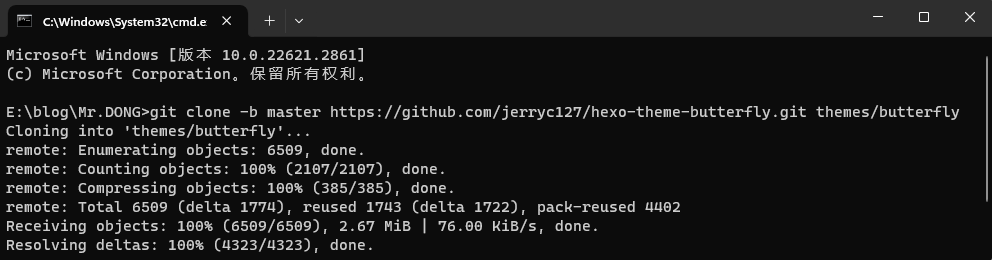 C:\Windows\System32\cmd.e
Microsoft Windows [版本 10.0.22621.2861]
(c) Microsoft Corporation。保留所有权利。
E:\blog\Mr.DONG>git clone -b master https://github.com/jerryc127/hexo-theme-butterfly.git themes/butterfly
Cloning into 'themes/butterfly'...
remote: Enumerating objects: 6509, done.
remote: Counting objects: 100% (2107/2107), done.
remote: Compressing objects: 100% (385/385), done.
remote: Total 6509 (delta 1774), reused 1743 (delta 1722), pack-reused 4402
Receiving objects: 100% (6509/6509), 2.67 MiB | 76.00 KiB/s, done.
Resolving deltas: 100% (4323/4323), done.